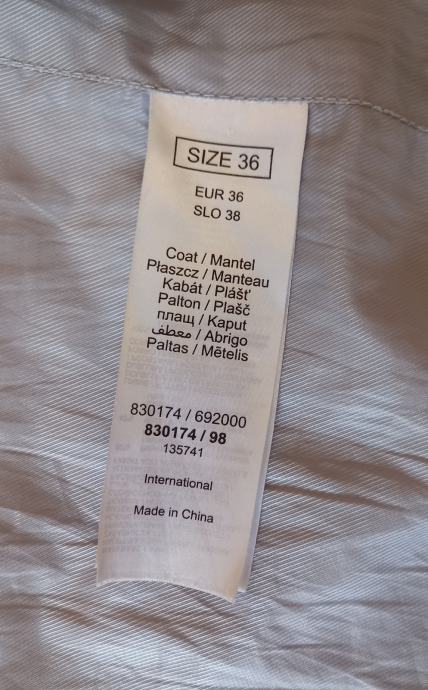 SIZE 36
EUR 36
SLO 38
Coat / Mantel
Płaszcz / Manteau
Kabát / Plášť
Palton / Plašč
плащ / Kaput
معطف / Abrigo
Paltas / Mētelis
830174 / 692000
830174 / 98
135741
International
Made in China